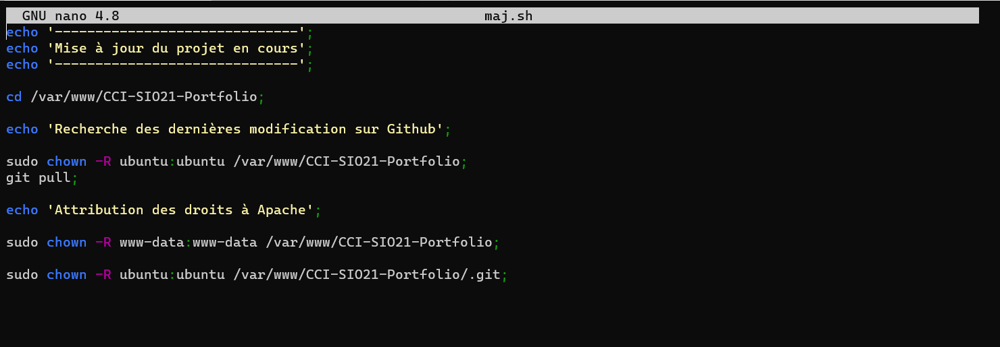 GNU nano 4.8 maj.sh
echo '------------------------------';
echo 'Mise à jour du projet en cours';
echo '------------------------------';
cd /var/www/CCI-SIO21-Portfolio;
echo 'Recherche des dernières modification sur Github';
sudo chown -R ubuntu:ubuntu /var/www/CCI-SIO21-Portfolio;
git pull;
echo 'Attribution des droits à Apache';
sudo chown -R www-data:www-data /var/www/CCI-SIO21-Portfolio;
sudo chown -R ubuntu:ubuntu /var/www/CCI-SIO21-Portfolio/.git;